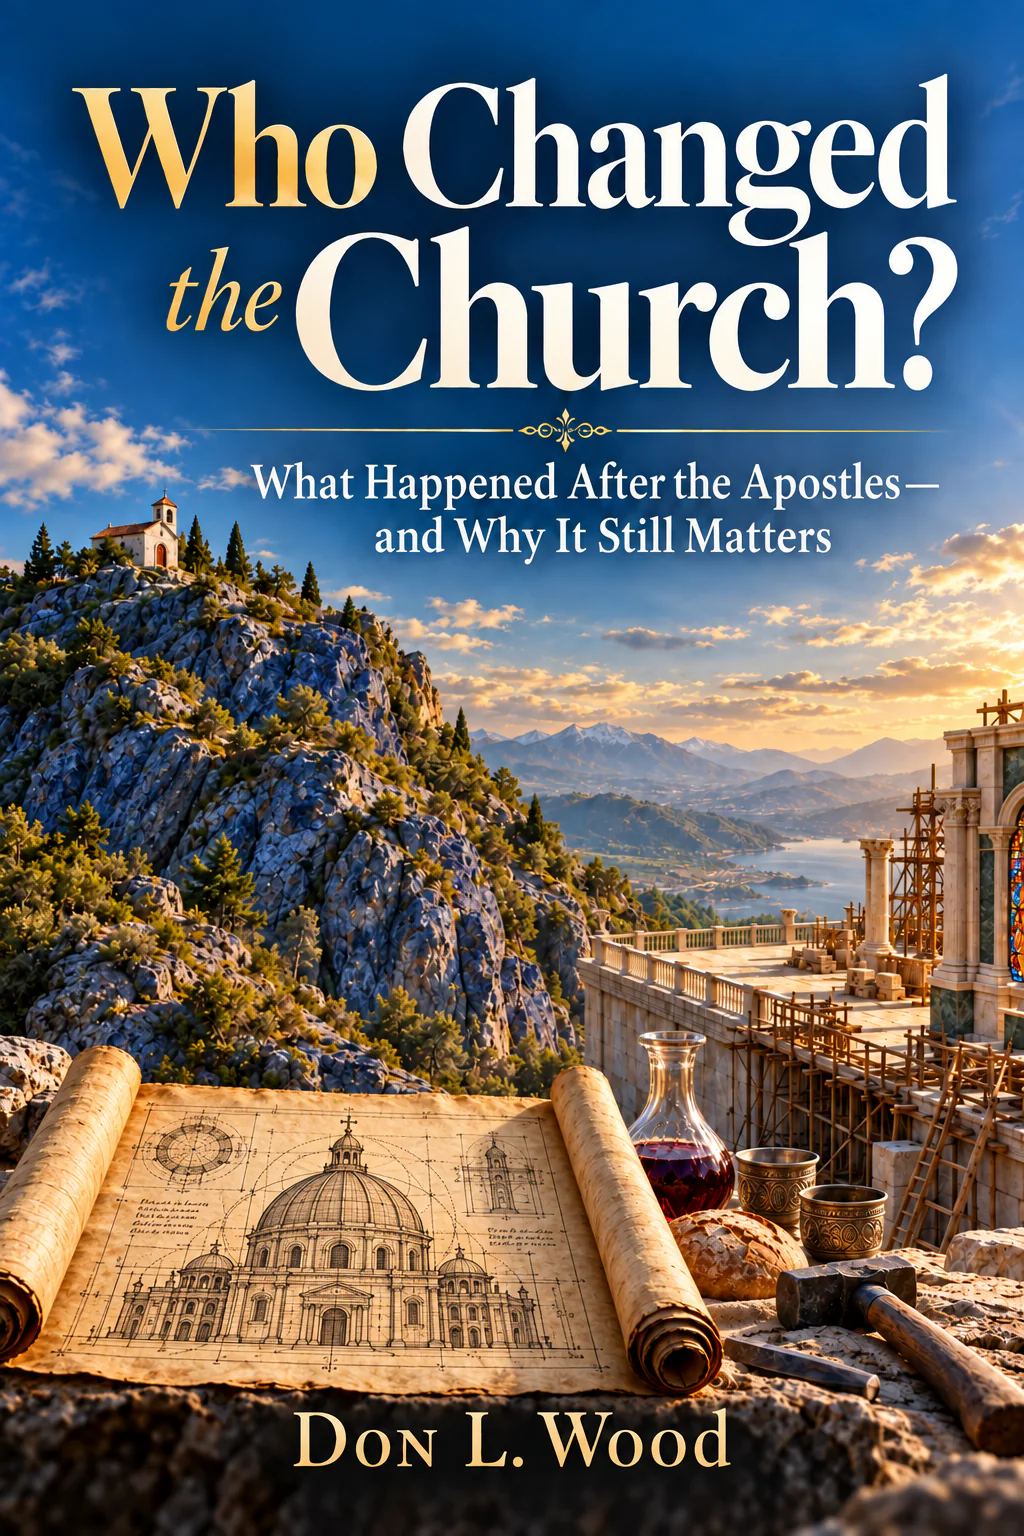 Who Changed
the Church?
What Happened After the Apostles—
and Why It Still Matters
Don L. Wood